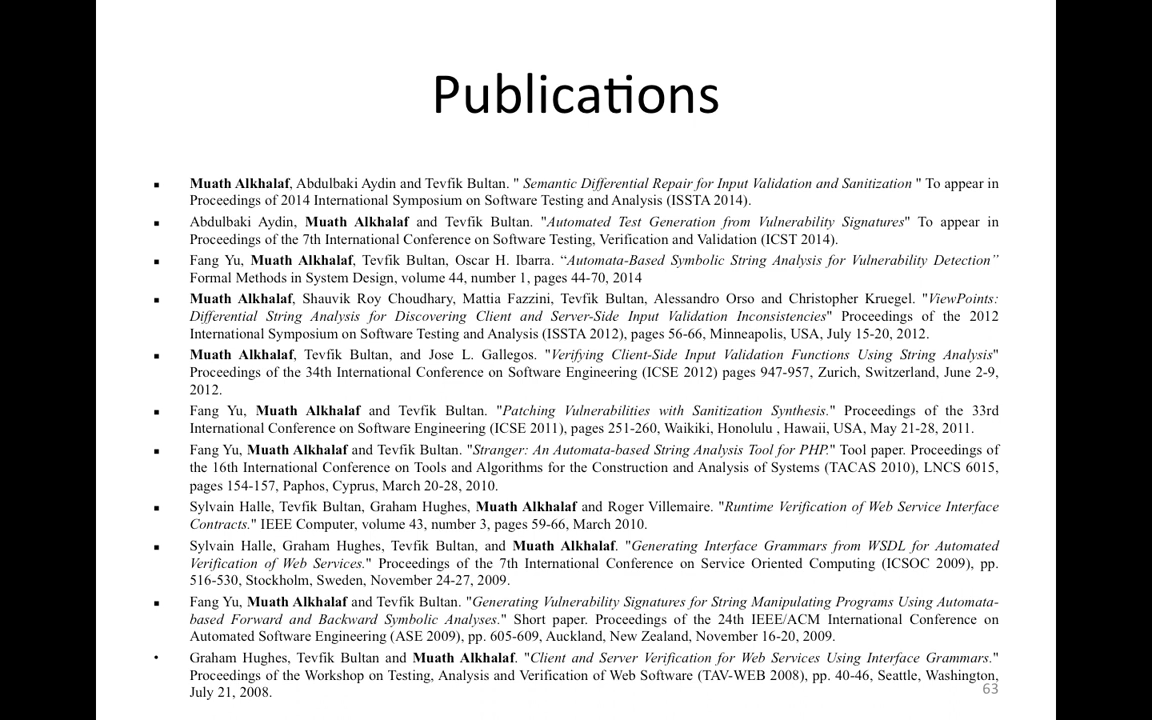 Publications
▪ Muath Alkhalaf, Abdulbaki Aydin and Tevfik Bultan. " Semantic Differential Repair for Input Validation and Sanitization " To appear in
Proceedings of 2014 International Symposium on Software Testing and Analysis (ISSTA 2014).
▪ Abdulbaki Aydin, Muath Alkhalaf and Tevfik Bultan. "Automated Test Generation from Vulnerability Signatures" To appear in
Proceedings of the 7th International Conference on Software Testing, Verification and Validation (ICST 2014).
▪ Fang Yu, Muath Alkhalaf, Tevfik Bultan, Oscar H. Ibarra. “Automata-Based Symbolic String Analysis for Vulnerability Detection”
Formal Methods in System Design, volume 44, number 1, pages 44-70, 2014
▪ Muath Alkhalaf, Shauvik Roy Choudhary, Mattia Fazzini, Tevfik Bultan, Alessandro Orso and Christopher Kruegel. "ViewPoints:
Differential String Analysis for Discovering Client and Server-Side Input Validation Inconsistencies" Proceedings of the 2012
International Symposium on Software Testing and Analysis (ISSTA 2012), pages 56-66, Minneapolis, USA, July 15-20, 2012.
▪ Muath Alkhalaf, Tevfik Bultan, and Jose L. Gallegos. "Verifying Client-Side Input Validation Functions Using String Analysis"
Proceedings of the 34th International Conference on Software Engineering (ICSE 2012) pages 947-957, Zurich, Switzerland, June 2-9,
2012.
▪ Fang Yu, Muath Alkhalaf and Tevfik Bultan. "Patching Vulnerabilities with Sanitization Synthesis." Proceedings of the 33rd
International Conference on Software Engineering (ICSE 2011), pages 251-260, Waikiki, Honolulu , Hawaii, USA, May 21-28, 2011.
▪ Fang Yu, Muath Alkhalaf and Tevfik Bultan. "Stranger: An Automata-based String Analysis Tool for PHP." Tool paper. Proceedings of
the 16th International Conference on Tools and Algorithms for the Construction and Analysis of Systems (TACAS 2010), LNCS 6015,
pages 154-157, Paphos, Cyprus, March 20-28, 2010.
▪ Sylvain Halle, Tevfik Bultan, Graham Hughes, Muath Alkhalaf and Roger Villemaire. "Runtime Verification of Web Service Interface
Contracts." IEEE Computer, volume 43, number 3, pages 59-66, March 2010.
▪ Sylvain Halle, Graham Hughes, Tevfik Bultan, and Muath Alkhalaf. "Generating Interface Grammars from WSDL for Automated
Verification of Web Services." Proceedings of the 7th International Conference on Service Oriented Computing (ICSOC 2009), pp.
516-530, Stockholm, Sweden, November 24-27, 2009.
▪ Fang Yu, Muath Alkhalaf and Tevfik Bultan. "Generating Vulnerability Signatures for String Manipulating Programs Using Automata-
based Forward and Backward Symbolic Analyses." Short paper. Proceedings of the 24th IEEE/ACM International Conference on
Automated Software Engineering (ASE 2009), pp. 605-609, Auckland, New Zealand, November 16-20, 2009.
• Graham Hughes, Tevfik Bultan and Muath Alkhalaf. "Client and Server Verification for Web Services Using Interface Grammars."
Proceedings of the Workshop on Testing, Analysis and Verification of Web Software (TAV-WEB 2008), pp. 40-46, Seattle, Washington,
July 21, 2008.
63